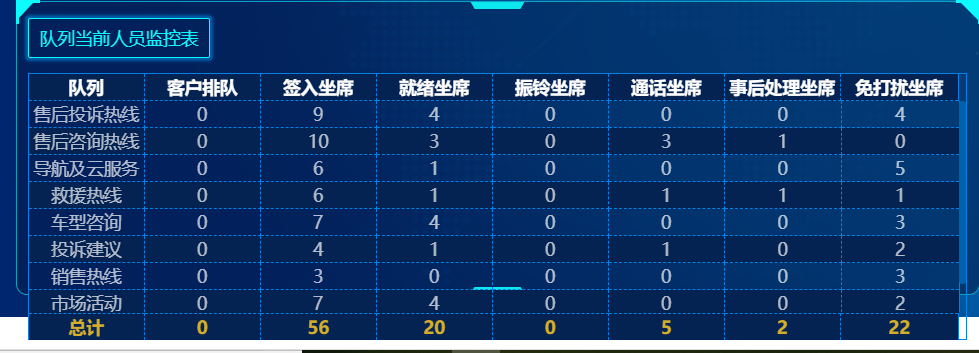 队列当前人员监控表
队列 客户排队 签入坐席 就绪坐席 振铃坐席 通话坐席 事后处理坐席 免打扰坐席
售后投诉热线 0 9 4 0 0 0 4
售后咨询热线 0 10 3 0 3 1 0
导航及云服务 0 6 1 0 0 0 5
救援热线 0 6 1 0 1 1 1
车型咨询 0 7 4 0 0 0 3
投诉建议 0 4 1 0 1 0 2
销售热线 0 3 0 0 0 0 3
市场活动 0 7 4 0 0 0 2
总计 0 56 20 0 5 2 22